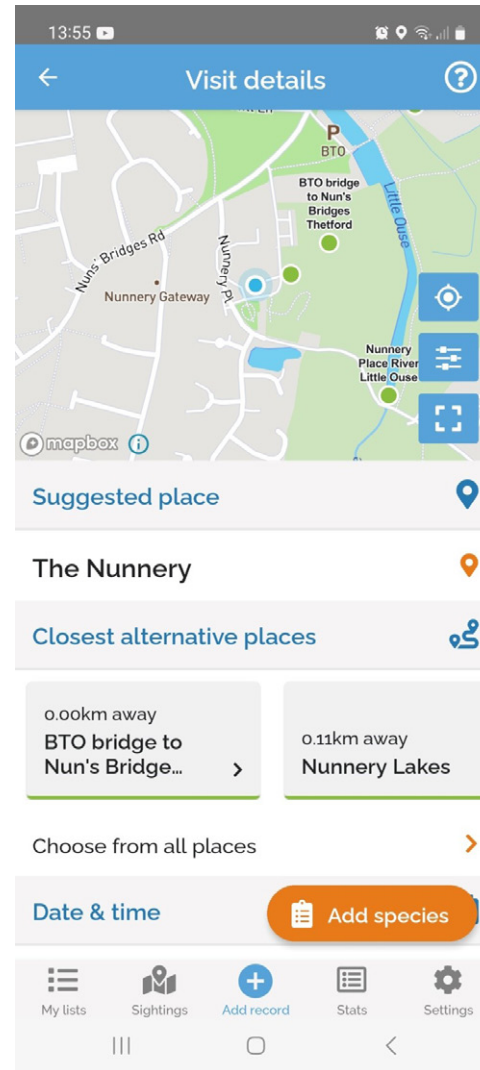 13:55
Visit details
P
BTO
BTO bridge
to Nun's
Bridges
Thetford
Little Ouse
Nuns' Bridges Rd
Nunnery Pl
Nunnery Gateway
Nunnery
Place River
Little Ouse
mapbox
Suggested place
The Nunnery
Closest alternative places
0.00km away
BTO bridge to
Nun's Bridge...
0.11km away
Nunnery Lakes
Choose from all places
Date & time
Add species
My lists
Sightings
Add record
Stats
Settings